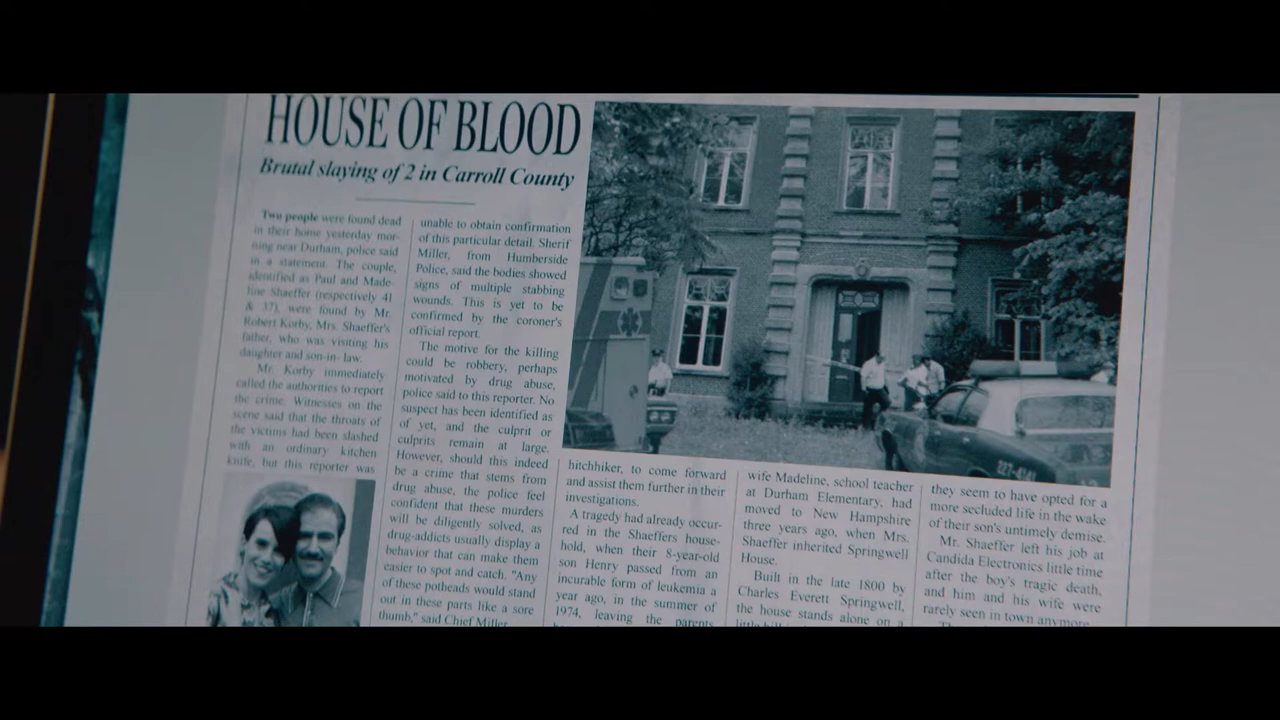 HOUSE OF BLOOD
Brutal slaying of 2 in Carroll County
Two people were found dead
in their home yesterday mor-
ning near Durham, police said
in a statement. The couple,
identified as Paul and Made-
line Shaeffer (respectively 41
& 37), were found by Mr.
Robert Korby, Mrs. Shaeffer's
father, who was visiting his
daughter and son-in- law.
Mr. Korby immediately
called the authorities to report
the crime. Witnesses on the
scene said that the throats of
the victims had been slashed
with an ordinary kitchen
knife, but this reporter was
unable to obtain confirmation
of this particular detail. Sherif
Miller, from Humberside
Police, said the bodies showed
signs of multiple stabbing
wounds. This is yet to be
confirmed by the coroner's
official report.
The motive for the killing
could be robbery, perhaps
motivated by drug abuse,
police said to this reporter. No
suspect has been identified as
of yet, and the culprit or
culprits remain at large.
However, should this indeed
be a crime that stems from
drug abuse, the police feel
confident that these murders
will be diligently solved, as
drug-addicts usually display a
behavior that can make them
easier to spot and catch. "Any
of these potheads would stand
out in these parts like a sore
thumb," said Chief Miller
hitchhiker, to come forward
and assist them further in their
investigations.
A tragedy had already occur-
red in the Shaeffers house-
hold, when their 8-year-old
son Henry passed from an
incurable form of leukemia a
year ago, in the summer of
1974, leaving the parents
wife Madeline, school teacher
at Durham Elementary, had
moved to New Hampshire
three years ago, when Mrs.
Shaeffer inherited Springwell
House.
Built in the late 1800 by
Charles Everett Springwell,
the house stands alone on a
they seem to have opted for a
more secluded life in the wake
of their son's untimely demise.
Mr. Shaeffer left his job at
Candida Electronics little time
after the boy's tragic death,
and him and his wife were
rarely seen in town anymore